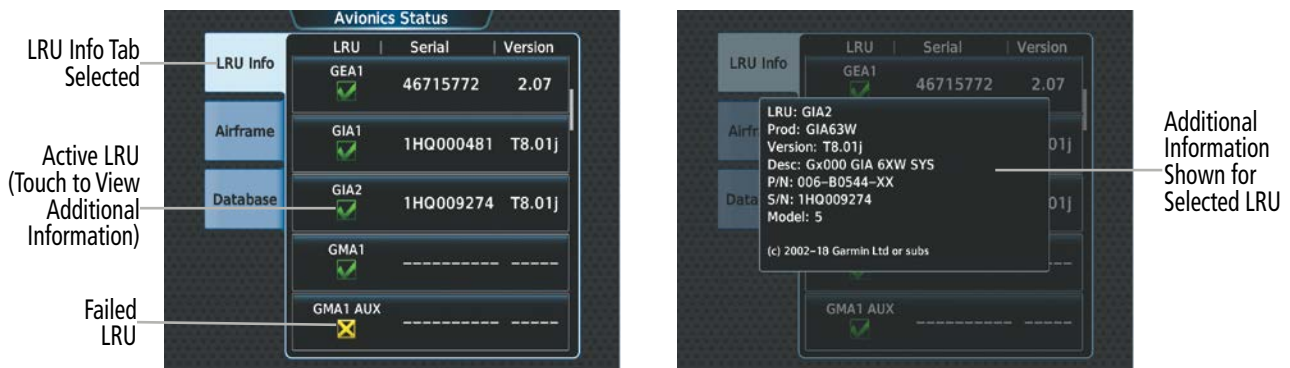 Avionics Status
LRU | Serial | Version
LRU Info Tab
Selected
LRU Info
Airframe
Database
GEA1
46715772 2.07
GIA1
1HQ000481 T8.01j
Active LRU
(Touch to View
Additional
Information)
GIA2
1HQ009274 T8.01j
GMA1
---------- -----
Failed
LRU
GMA1 AUX
---------- -----
LRU | Serial | Version
LRU Info
GEA1
46715772 2.07
Airfr
01j
Data
01j
LRU: GIA2
Prod: GIA63W
Version: T8.01j
Desc: Gx000 GIA 6XW SYS
P/N: 006-B0544-XX
S/N: 1HQ009274
Model: 5
(c) 2002-18 Garmin Ltd or subs
--- -----
GMA1 AUX
---------- -----
Additional
Information
Shown for
Selected LRU